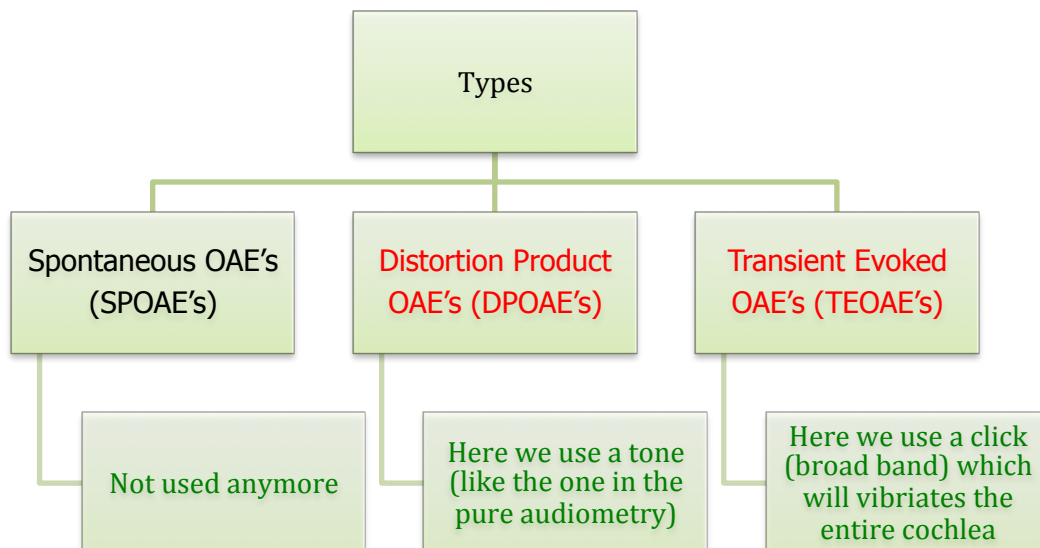 Types
Spontaneous OAE’s
(SPOAE’s)
Distortion Product
OAE’s (DPOAE’s)
Transient Evoked
OAE’s (TEOAE’s)
Not used anymore
Here we use a tone
(like the one in the
pure audiometry)
Here we use a click
(broad band) which
will vibriates the
entire cochlea